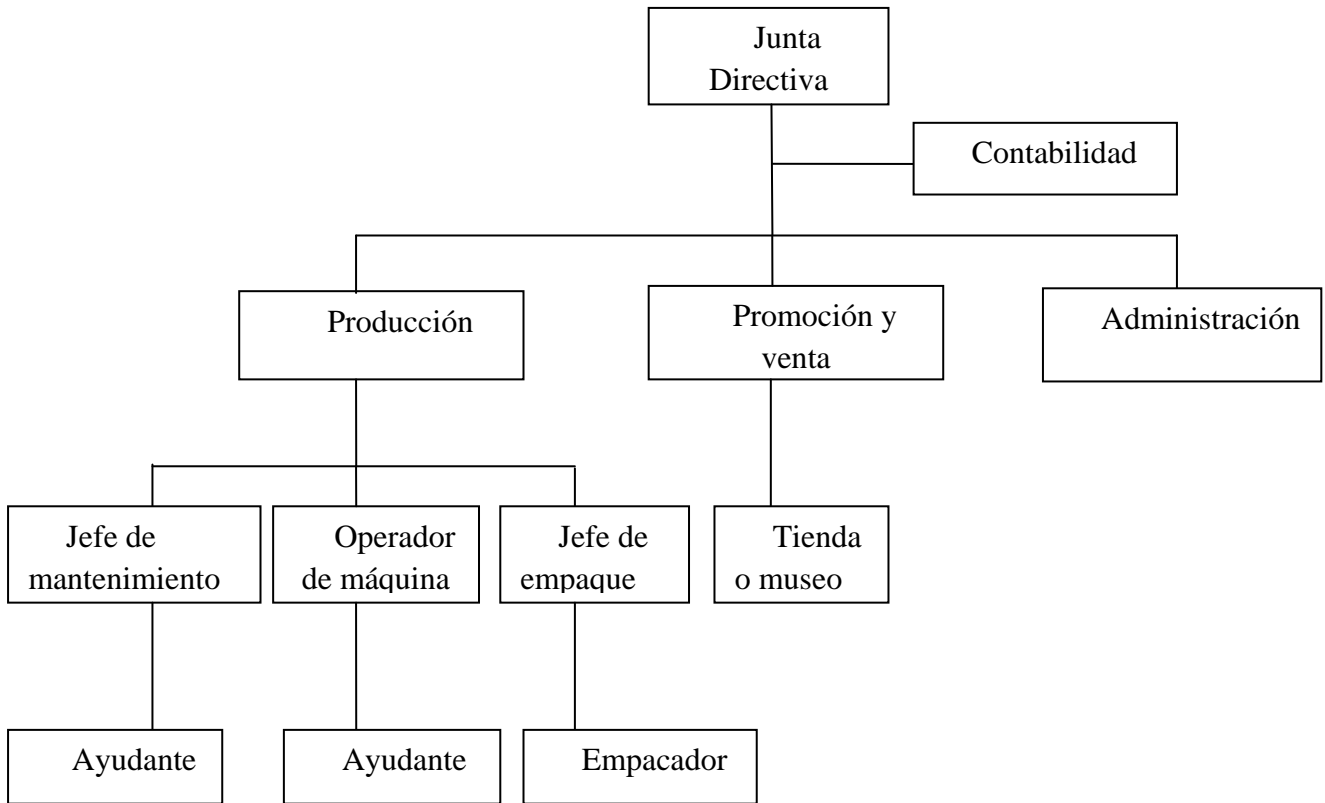 Junta
Directiva
Contabilidad
Producción
Promoción y
venta
Administración
Jefe de
mantenimiento
Operador
de máquina
Jefe de
empaque
Tienda
o museo
Ayudante
Ayudante
Empacador